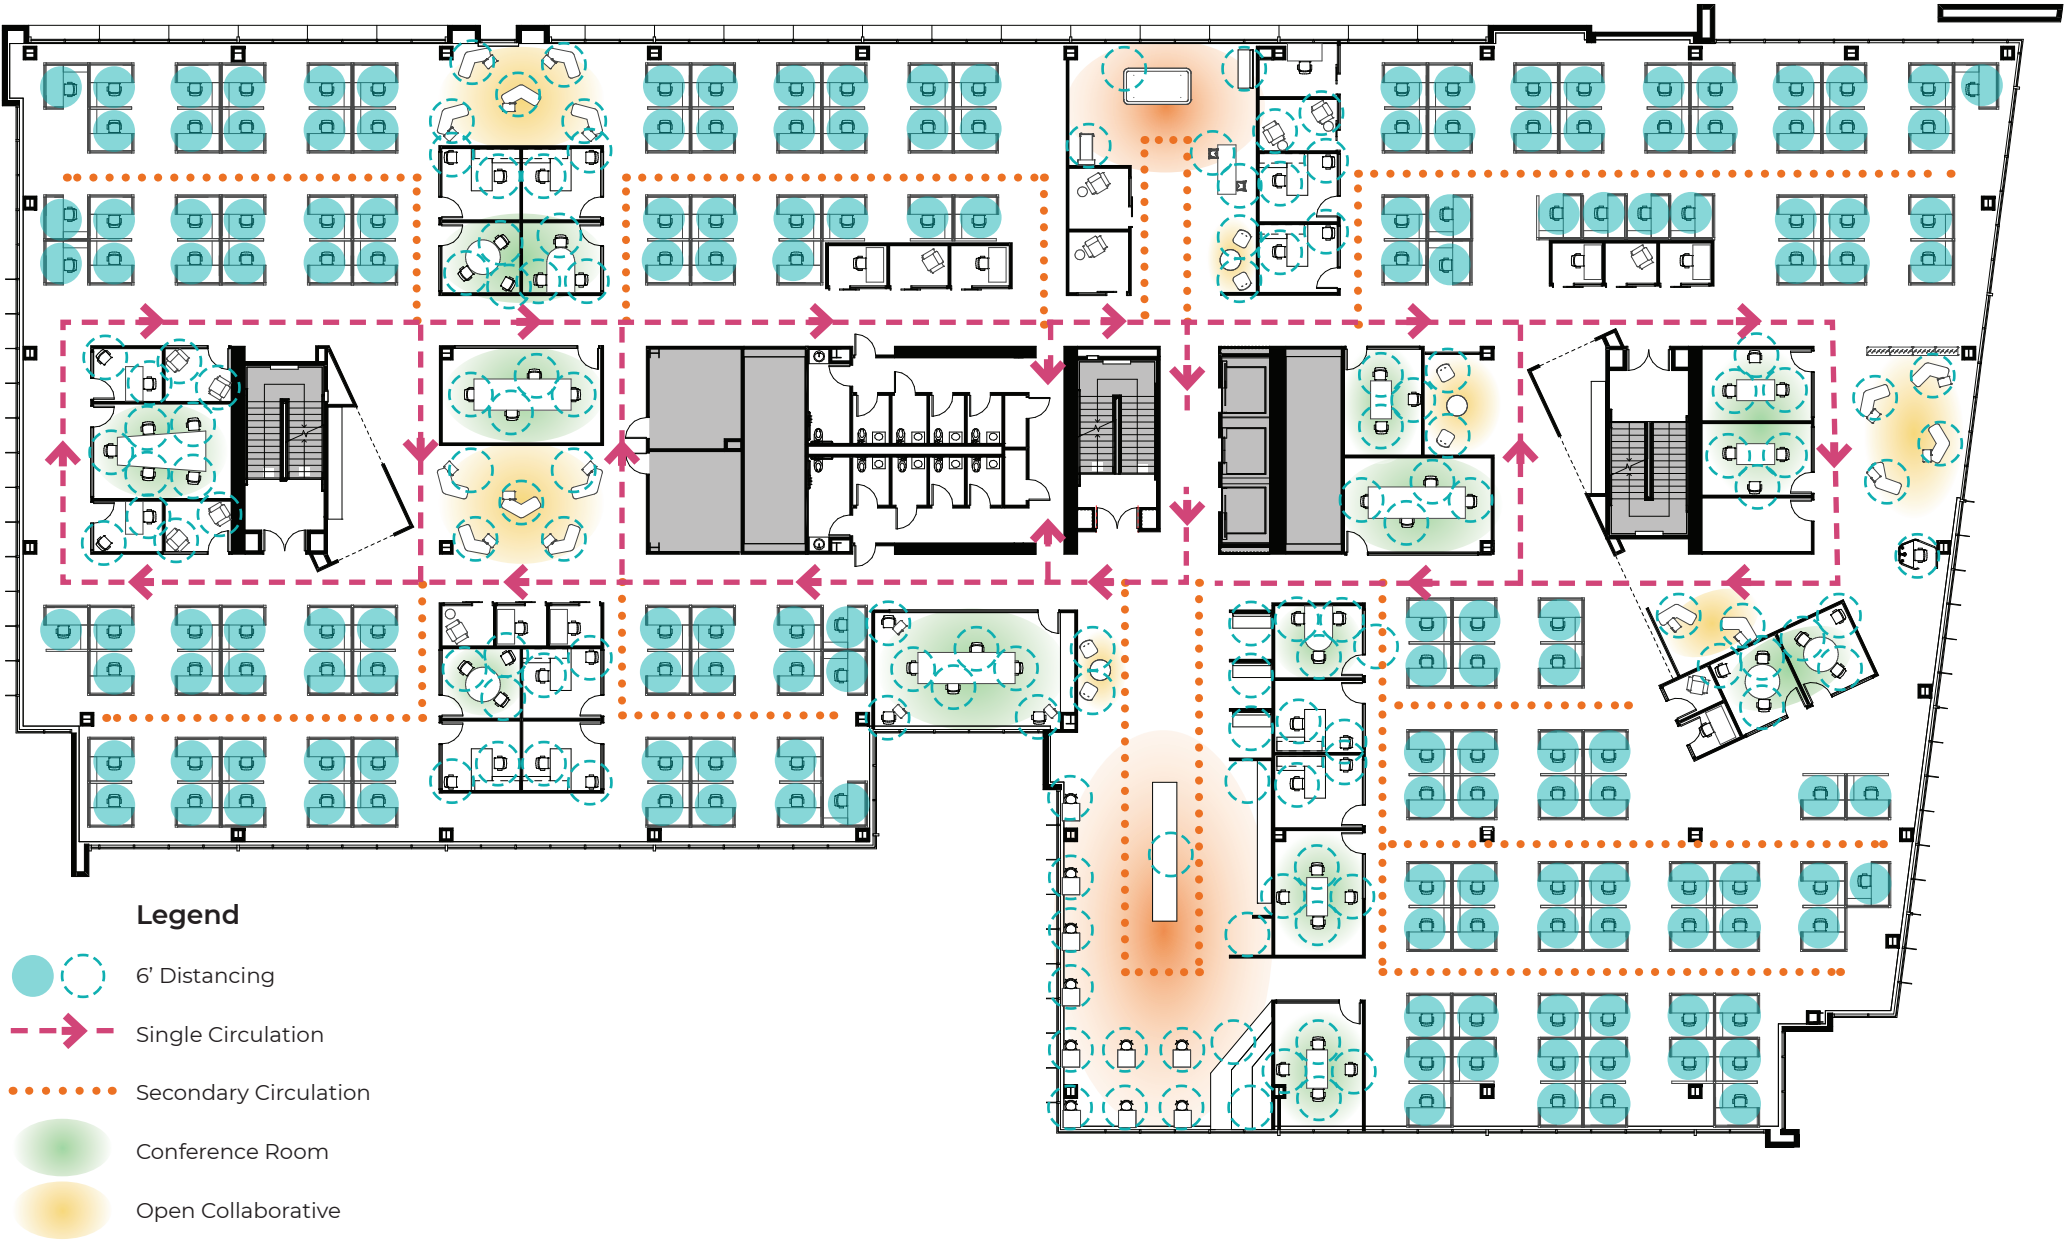 Legend
6’ Distancing
Single Circulation
Secondary Circulation
Conference Room
Open Collaborative